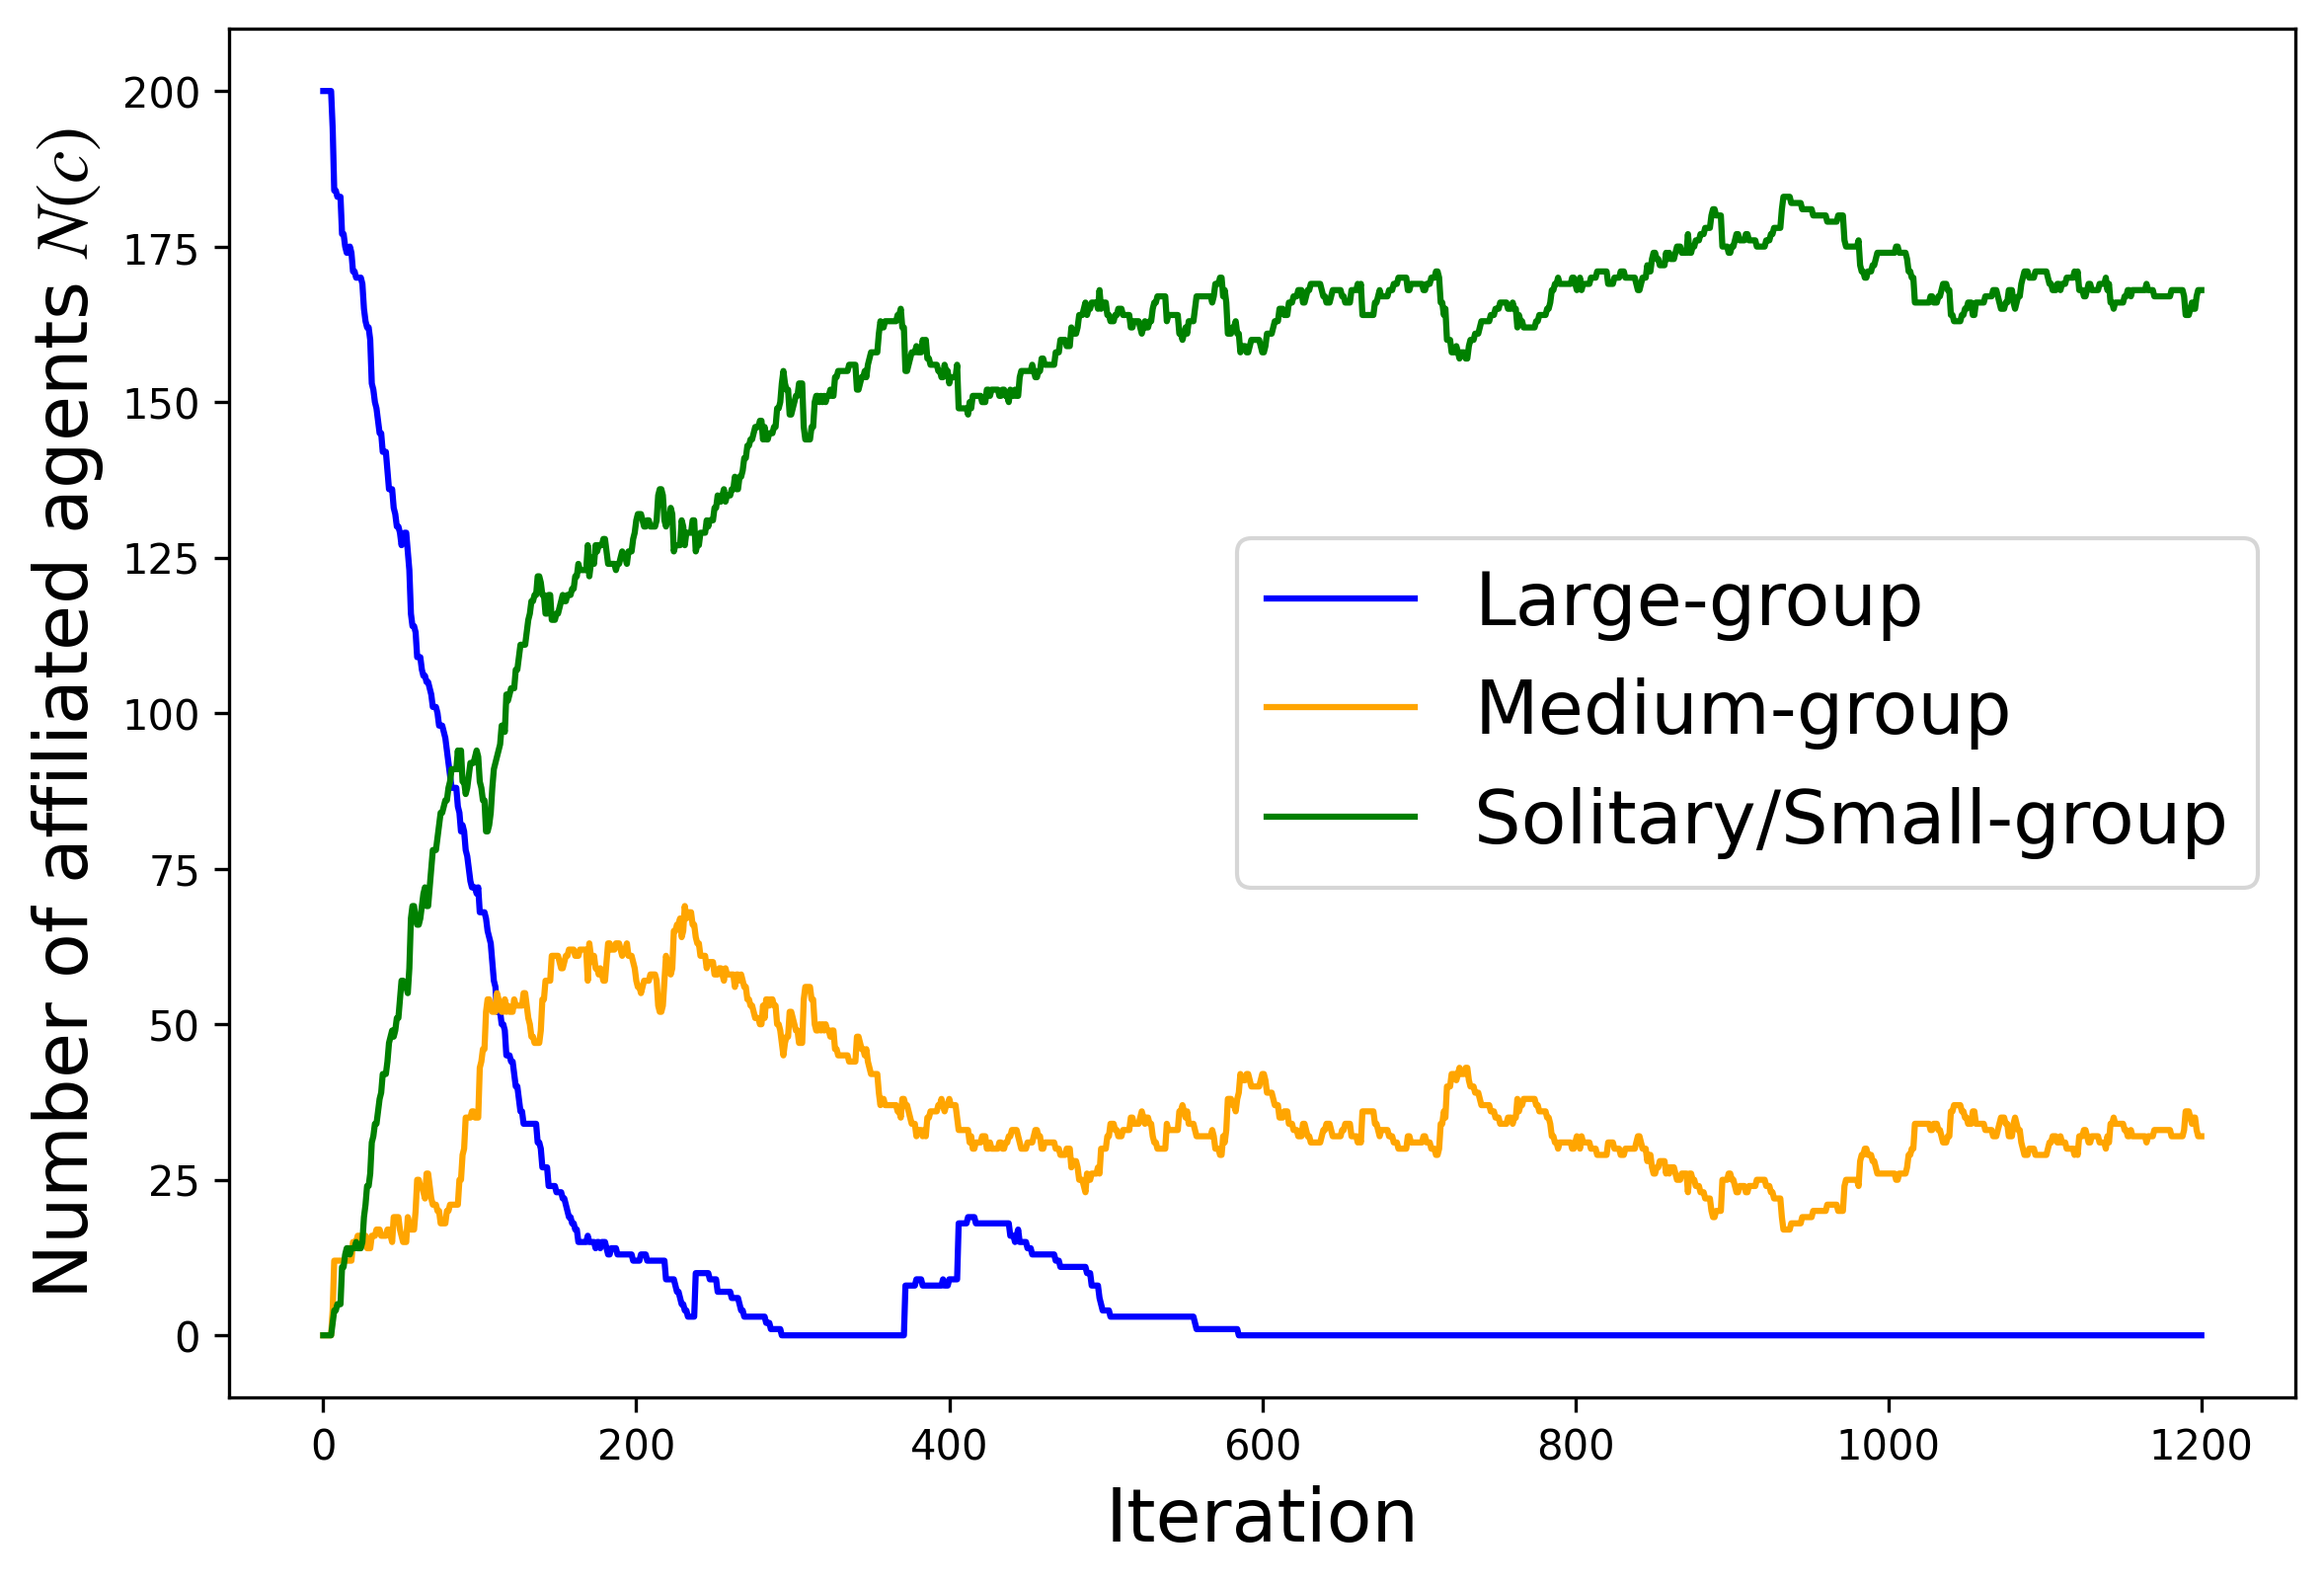 Number of affiliated agents N(c)
200
175
150
125
100
75
50
25
0
Large-group
Medium-group
Solitary/Small-group
0 200 400 600 800 1000 1200
Iteration